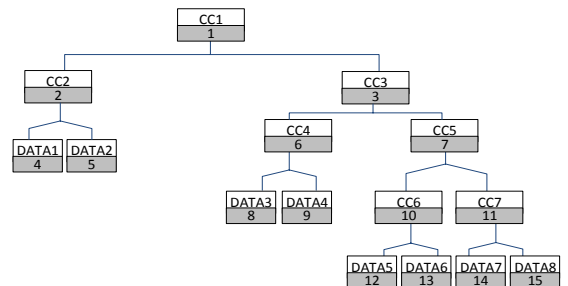 CC1
1
CC2
2
CC3
3
DATA1
4
DATA2
5
CC4
6
CC5
7
DATA3
8
DATA4
9
CC6
10
CC7
11
DATA5
12
DATA6
13
DATA7
14
DATA8
15